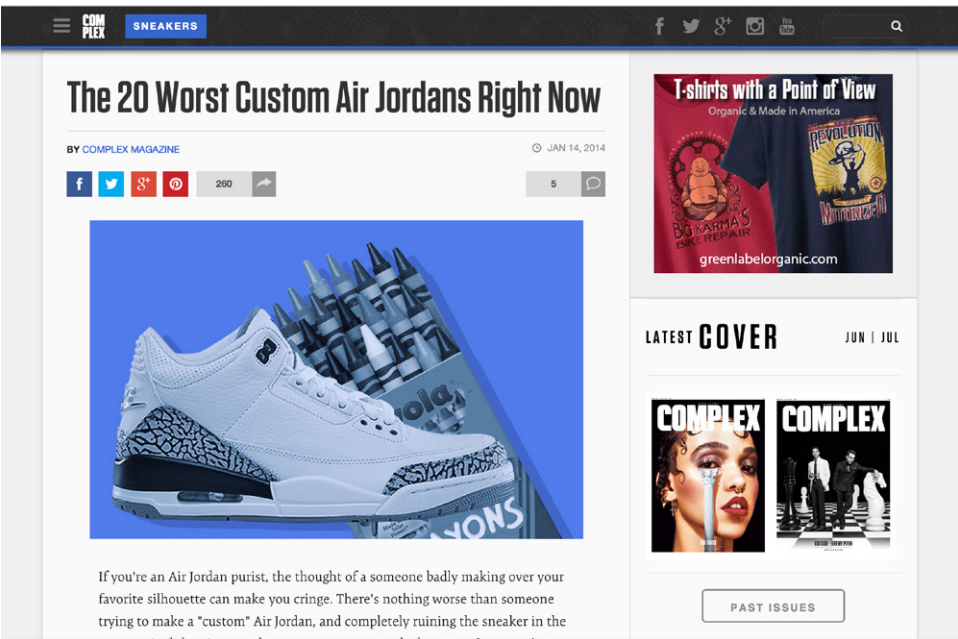 COM
PLEX
SNEAKERS
f
g+
You
Tube
The 20 Worst Custom Air Jordans Right Now
BY COMPLEX MAGAZINE
JAN 14, 2014
f
g+
260
5
If you're an Air Jordan purist, the thought of a someone badly making over your
favorite silhouette can make you cringe. There's nothing worse than someone
trying to make a "custom" Air Jordan, and completely ruining the sneaker in the
T-shirts with a Point of View
Organic & Made in America
REVOLUTION
MOTORIZED
BIG KARMA'S
BIKE REPAIR
greenlabelorganic.com
LATEST COVER
JUN | JUL
COMPLEX
COMPLEX
PAST ISSUES